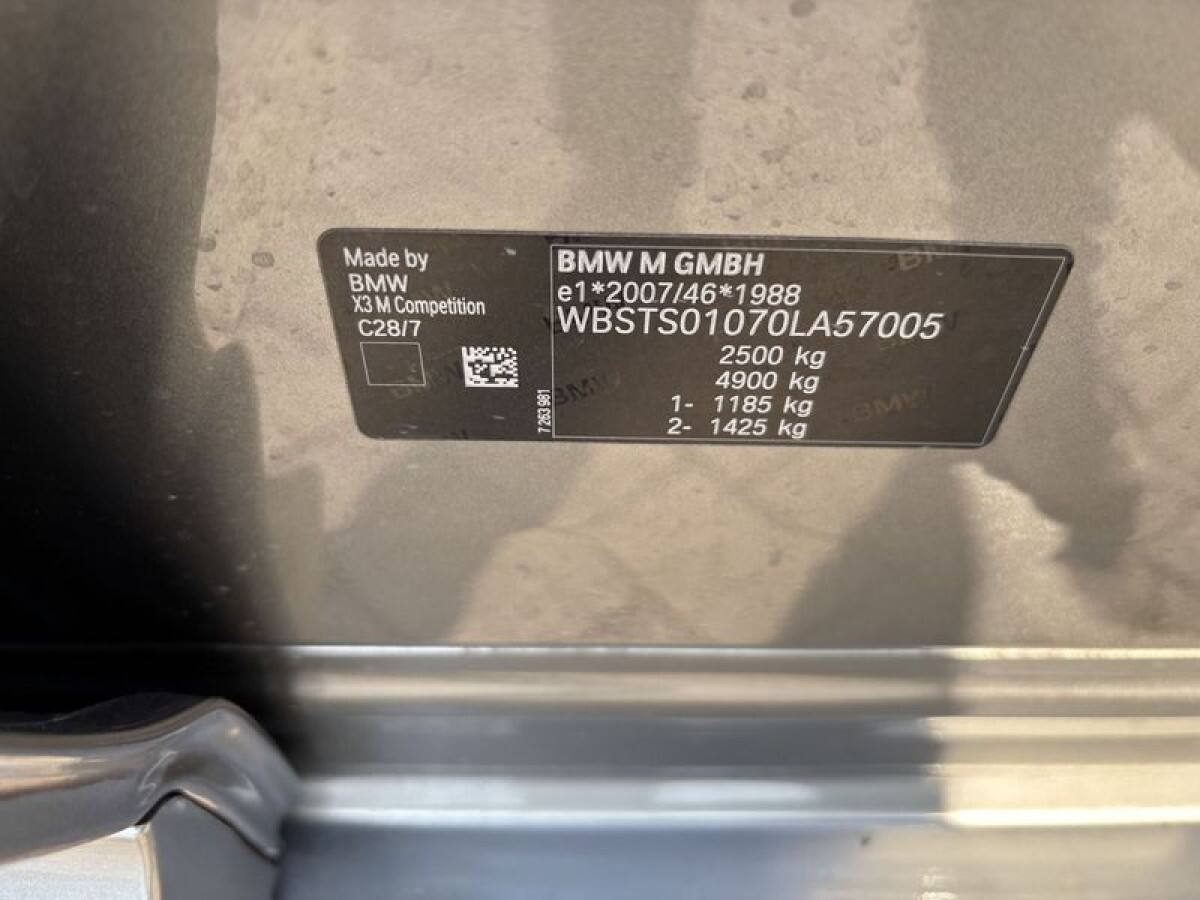 Made by
BMW
X3 M Competition
C28/7
7 263 981
BMW M GMBH
e1*2007/46*1988
WBSTS01070LA57005
2500 kg
4900 kg
1- 1185 kg
2- 1425 kg